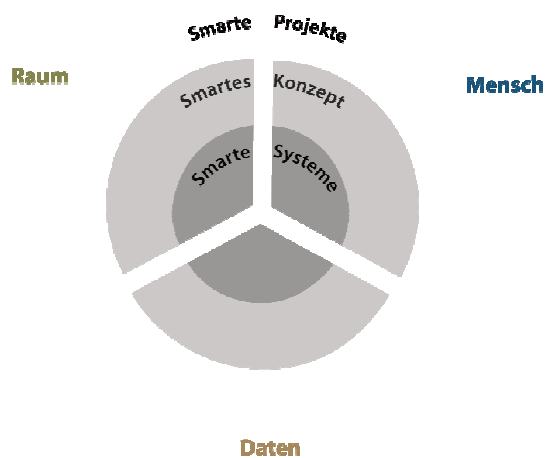 Smarte Projekte
Raum
Mensch
Smartes Konzept
Smarte Systeme
Daten